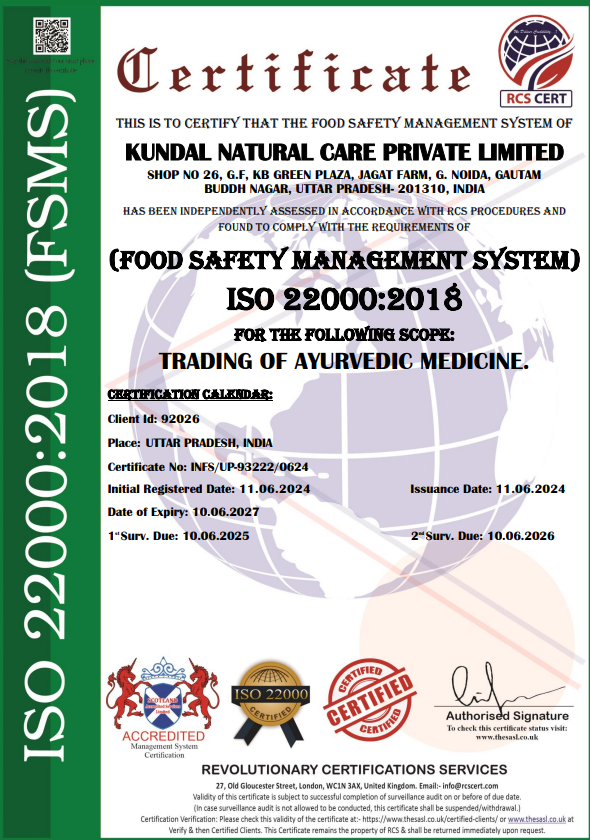 ISO 22000:2018 (FSMS)
Certificate
We Deliver Credibility...!
RCS CERT
THIS IS TO CERTIFY THAT THE FOOD SAFETY MANAGEMENT SYSTEM OF
KUNDAL NATURAL CARE PRIVATE LIMITED
SHOP NO 26, G.F, KB GREEN PLAZA, JAGAT FARM, G. NOIDA, GAUTAM
BUDDH NAGAR, UTTAR PRADESH- 201310, INDIA
HAS BEEN INDEPENDENTLY ASSESSED IN ACCORDANCE WITH RCS PROCEDURES AND
FOUND TO COMPLY WITH THE REQUIREMENTS OF
(FOOD SAFETY MANAGEMENT SYSTEM)
ISO 22000:2018
FOR THE FOLLOWING SCOPE:
TRADING OF AYURVEDIC MEDICINE.
CERTIFICATION CALENDAR:
Client Id: 92026
Place: UTTAR PRADESH, INDIA
Certificate No: INFS/UP-93222/0624
Initial Registered Date: 11.06.2024 Issuance Date: 11.06.2024
Date of Expiry: 10.06.2027
1st Surv. Due: 10.06.2025 2nd Surv. Due: 10.06.2026
SCOTLAND
ACCREDITED
Management System
Certification
ISO 22000
CERTIFIED
CERTIFIED
CERTIFIED
CERTIFIED
Authorised Signature
To check this certificate status visit:
www.thesasl.co.uk
REVOLUTIONARY CERTIFICATIONS SERVICES
27, Old Gloucester Street, London, WC1N 3AX, United Kingdom. Email:- info@rcscert.com
Validity of this certificate is subject to successful completion of surveillance audit on or before of due date.
(In case surveillance audit is not allowed to be conducted, this certificate shall be suspended/withdrawal.)
Certification Verification: Please check this validity of the certificate at:- https://www.thesasl.co.uk/certified-clients/ or www.thesasl.co.uk at
Verify & then Certified Clients. This Certificate remains the property of RCS & shall be returned immediately upon request.